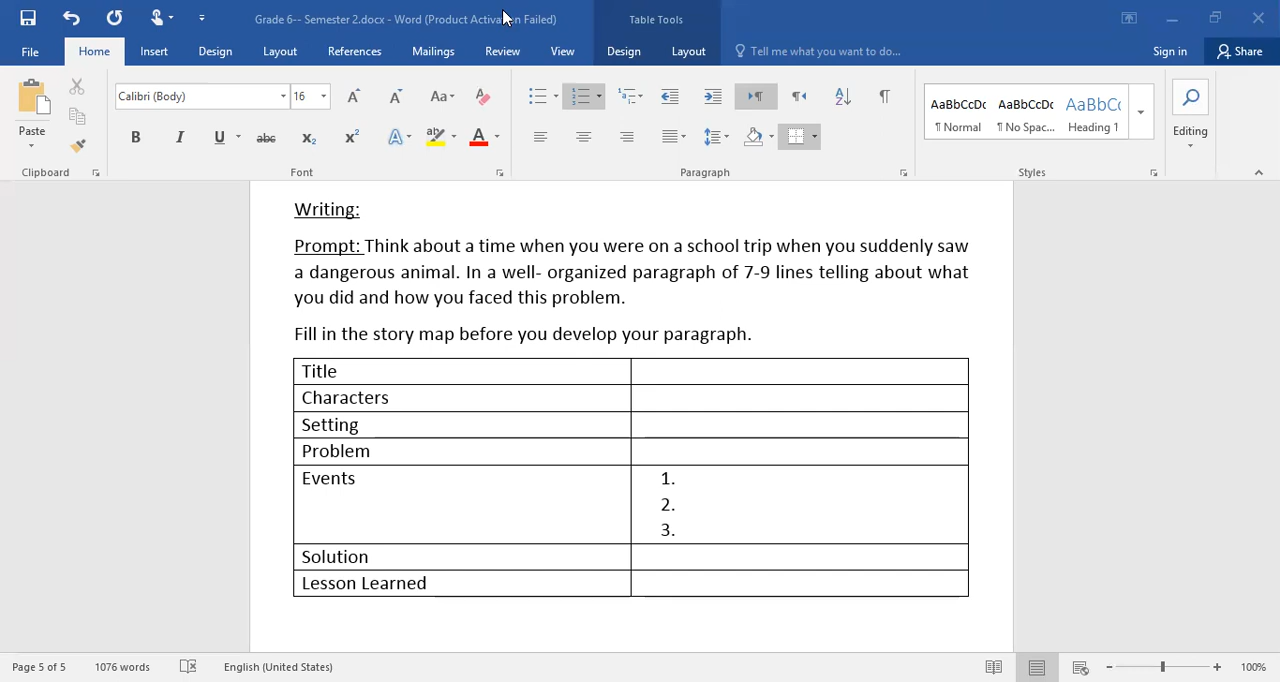 Grade 6-- Semester 2.docx - Word (Product Activation Failed)
Table Tools
File Home Insert Design Layout References Mailings Review View Design Layout Tell me what you want to do... Sign in Share
Calibri (Body) 16
Paste
AaBbCcDc AaBbCcDc AaBbCc
¶ Normal ¶ No Spac... Heading 1
Editing
Clipboard Font Paragraph Styles
Writing:
Prompt: Think about a time when you were on a school trip when you suddenly saw
a dangerous animal. In a well- organized paragraph of 7-9 lines telling about what
you did and how you faced this problem.
Fill in the story map before you develop your paragraph.
Title
Characters
Setting
Problem
Events 1.
2.
3.
Solution
Lesson Learned
Page 5 of 5 1076 words English (United States) 100%